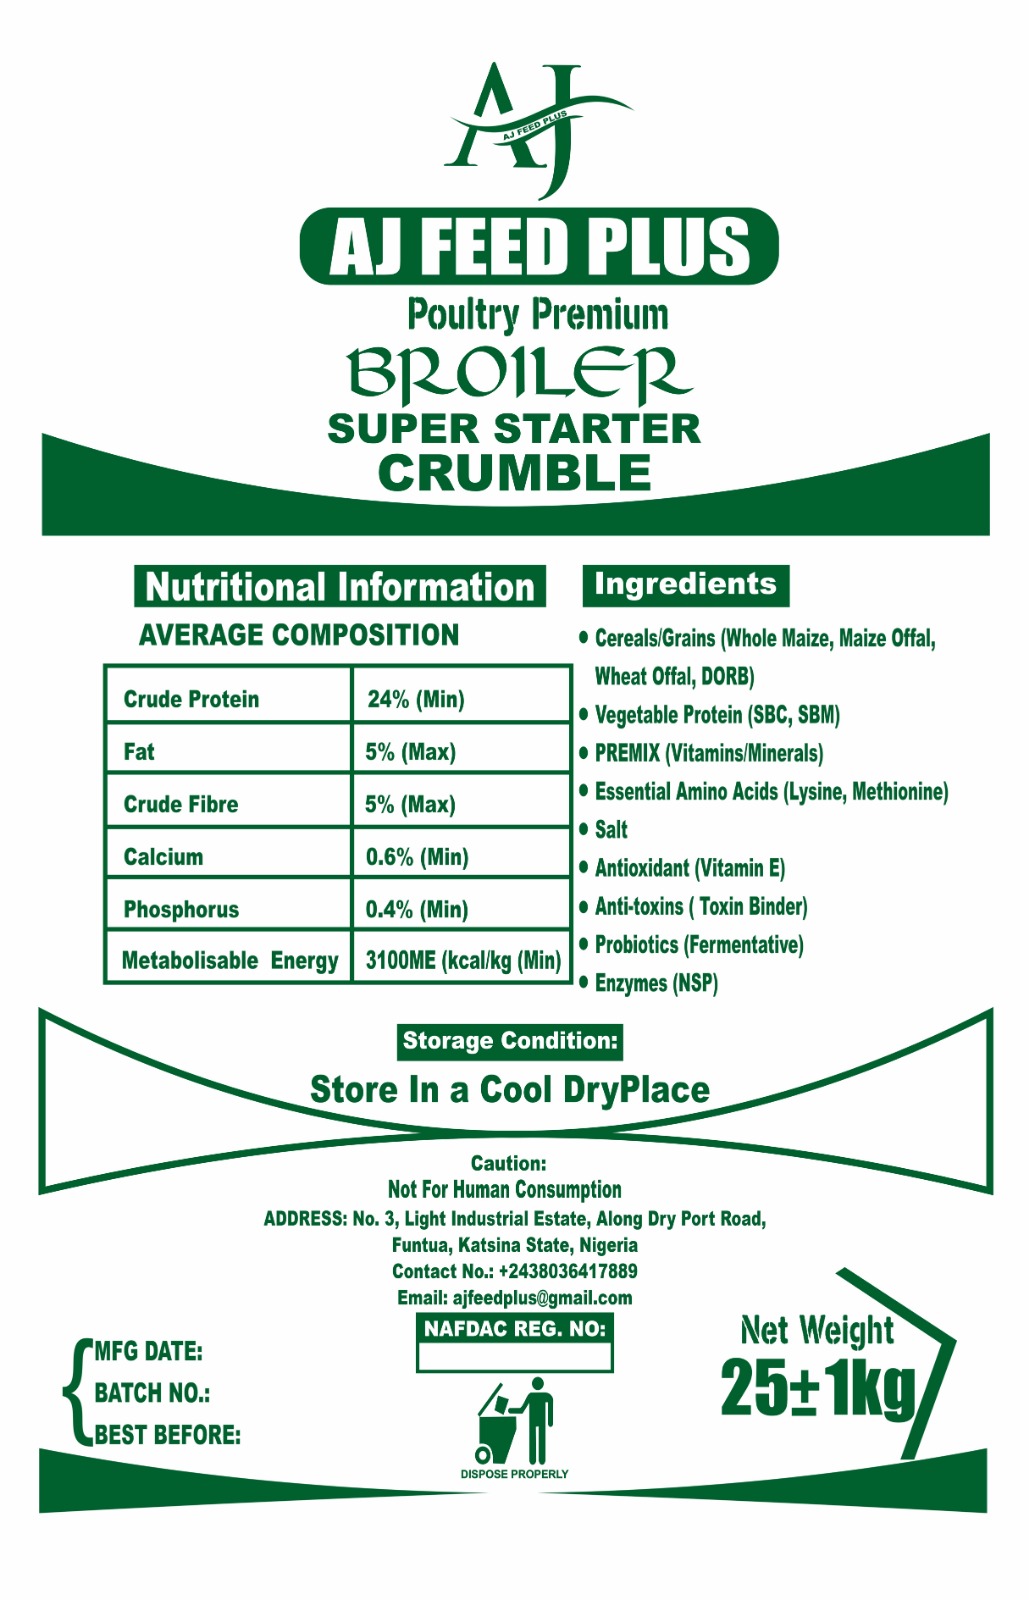 AJ
AJ FEED PLUS
AJ FEED PLUS
Poultry Premium
BROILER
SUPER STARTER
CRUMBLE
Nutritional Information
AVERAGE COMPOSITION
Crude Protein 24% (Min)
Fat 5% (Max)
Crude Fibre 5% (Max)
Calcium 0.6% (Min)
Phosphorus 0.4% (Min)
Metabolisable Energy 3100ME (kcal/kg (Min)
Ingredients
• Cereals/Grains (Whole Maize, Maize Offal,
Wheat Offal, DORB)
• Vegetable Protein (SBC, SBM)
• PREMIX (Vitamins/Minerals)
• Essential Amino Acids (Lysine, Methionine)
• Salt
• Antioxidant (Vitamin E)
• Anti-toxins ( Toxin Binder)
• Probiotics (Fermentative)
• Enzymes (NSP)
Storage Condition:
Store In a Cool DryPlace
Caution:
Not For Human Consumption
ADDRESS: No. 3, Light Industrial Estate, Along Dry Port Road,
Funtua, Katsina State, Nigeria
Contact No.: +2438036417889
Email: ajfeedplus@gmail.com
NAFDAC REG. NO:
MFG DATE:
BATCH NO.:
BEST BEFORE:
DISPOSE PROPERLY
Net Weight
25±1kg